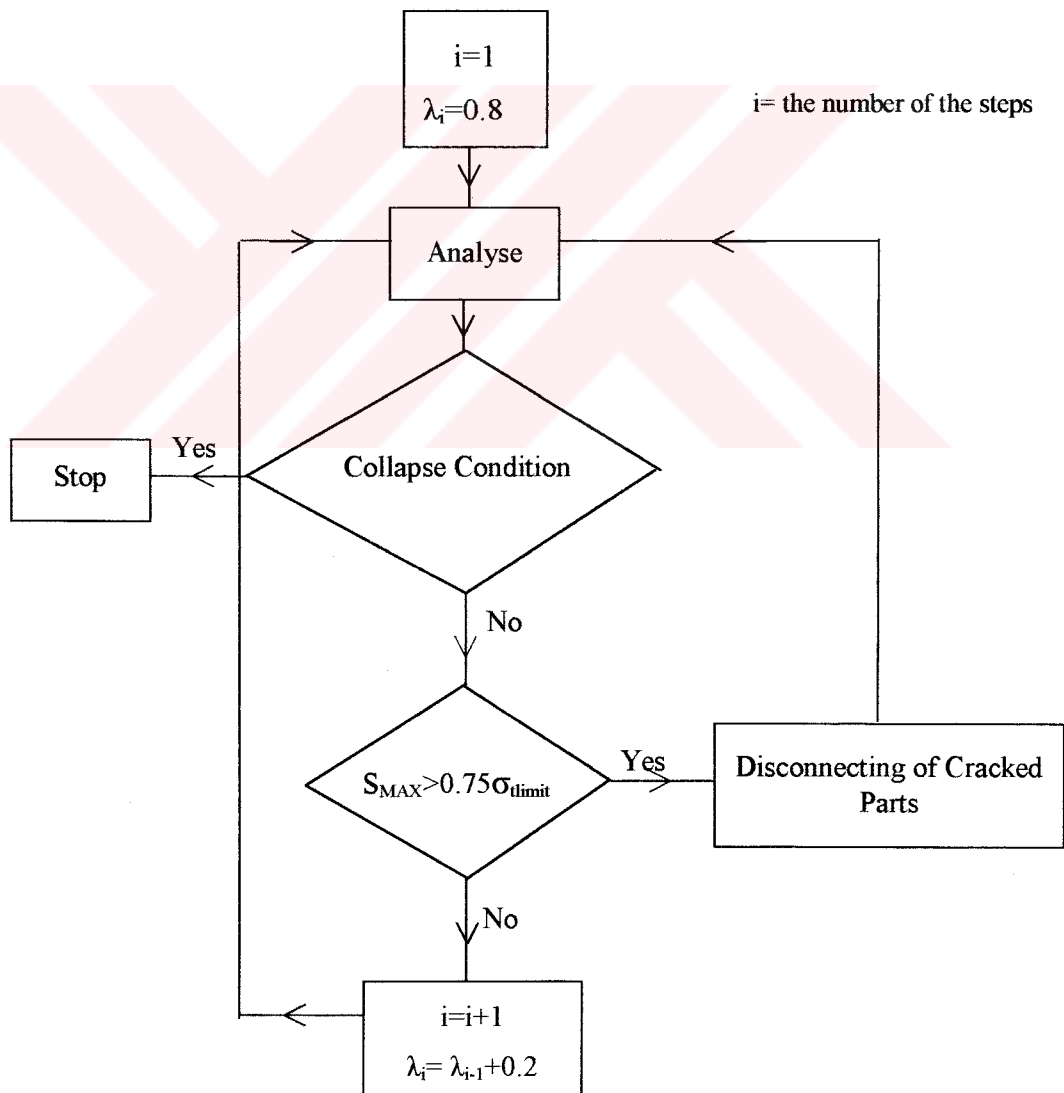 i=1
λi=0.8
i= the number of the steps
Analyse
Yes
Stop
Collapse Condition
No
SMAX>0.75σtlimit
Yes
Disconnecting of Cracked
Parts
No
i=i+1
λi= λi-1+0.2